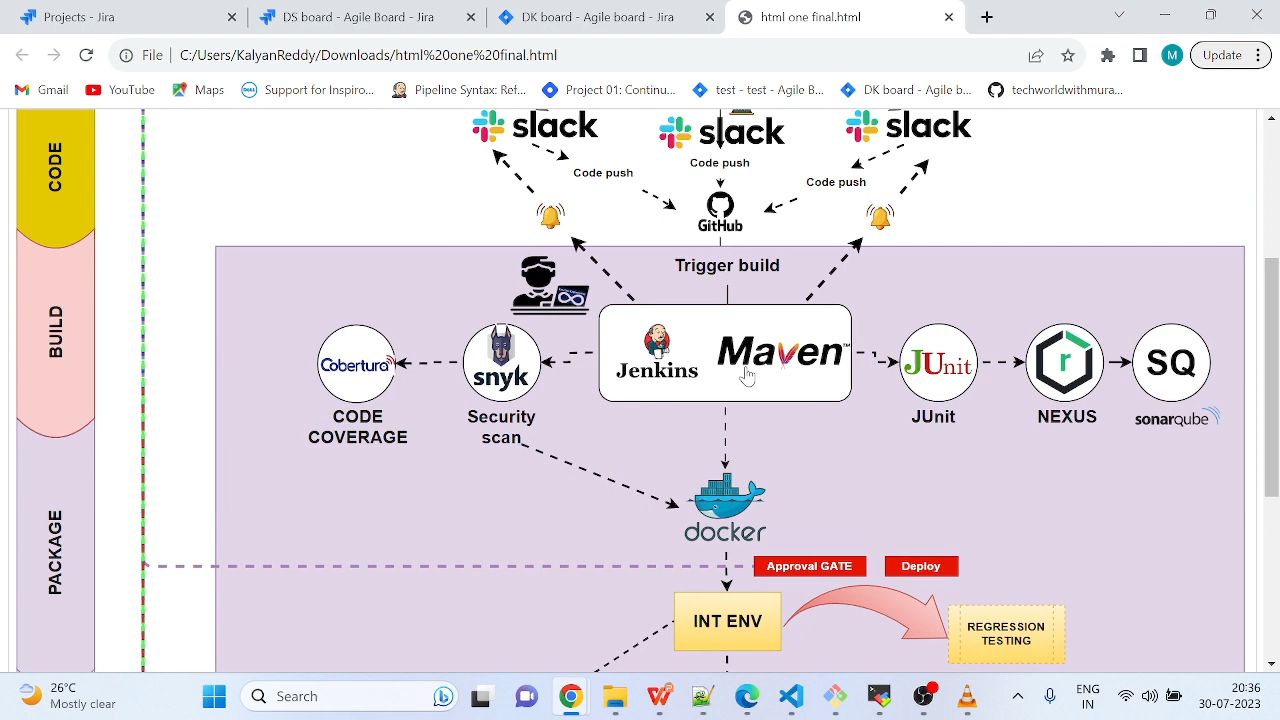 Projects - Jira
DS board - Agile board - Jira
DK board - Agile board - Jira
html one final.html
File
C:/Users/KalyanReddy/Downloads/html%20one%20final.html
M
Update
Gmail
YouTube
Maps
Support for Inspiro...
Pipeline Syntax: Ref...
Project 01: Continu...
test - test - Agile B...
DK board - Agile b...
techworldwithmura...
CODE
BUILD
PACKAGE
slack
slack
slack
Code push
Code push
Code push
GitHub
Trigger build
Jenkins
Maven™
Cobertura
CODE
COVERAGE
snyk
Security
scan
JUnit
JUnit
NEXUS
SQ
sonarqube
docker
Approval GATE
Deploy
INT ENV
REGRESSION
TESTING
26°C
Mostly clear
Search
ENG
IN
20:36
30-07-2023